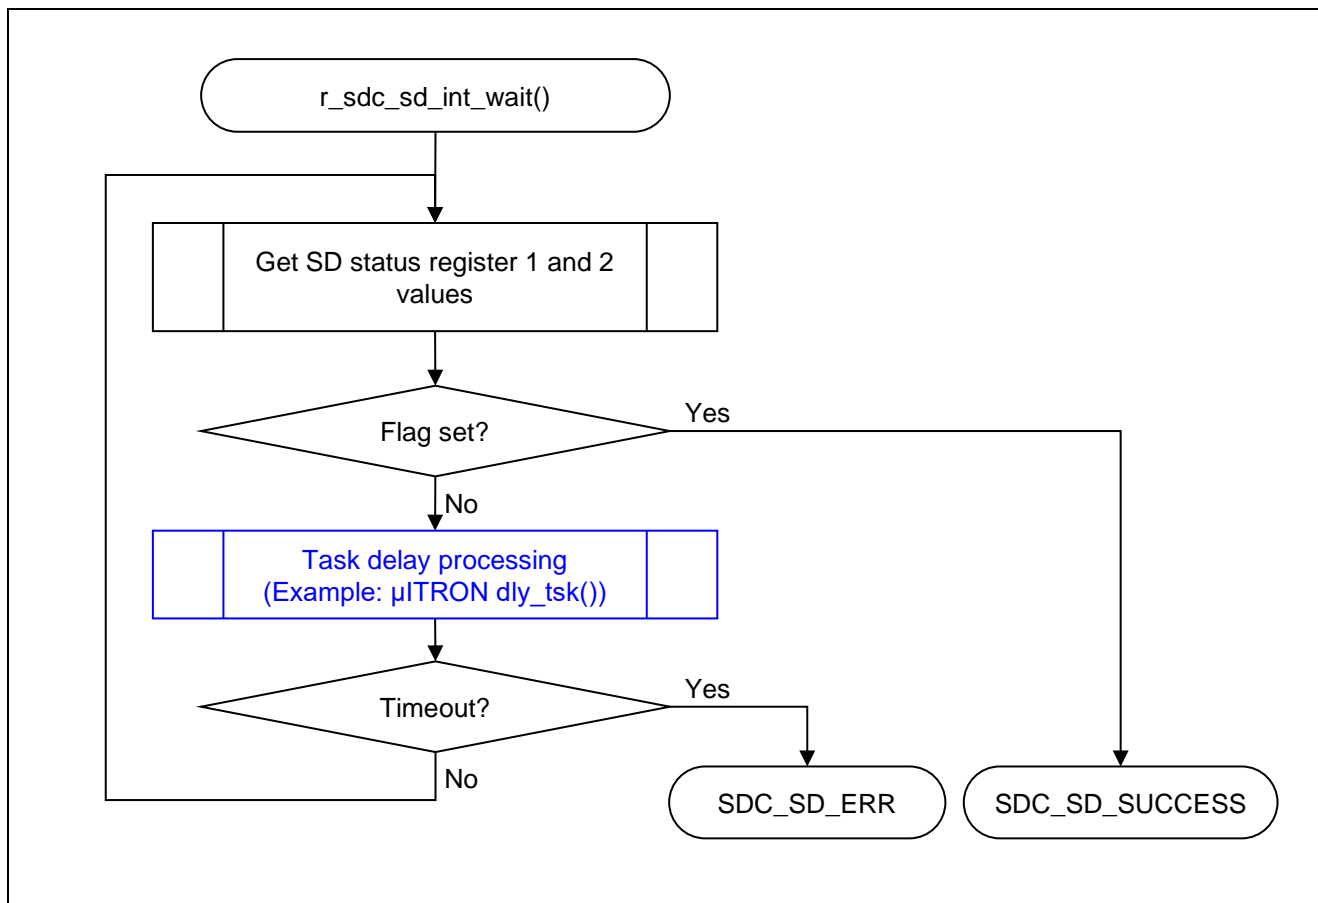 r_sdc_sd_int_wait()
Get SD status register 1 and 2
values
Flag set?
Yes
No
Task delay processing
(Example: µITRON dly_tsk())
Timeout?
Yes
No
SDC_SD_ERR
SDC_SD_SUCCESS